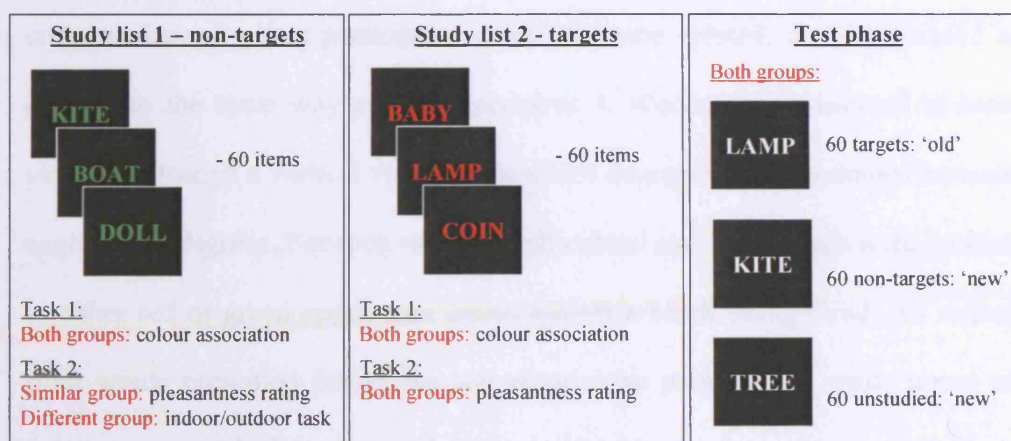 Study list 1 – non-targets
KITE
BOAT
DOLL
- 60 items
Task 1:
Both groups: colour association
Task 2:
Similar group: pleasantness rating
Different group: indoor/outdoor task
Study list 2 - targets
BABY
LAMP
COIN
- 60 items
Task 1:
Both groups: colour association
Task 2:
Both groups: pleasantness rating
Test phase
Both groups:
LAMP
60 targets: ‘old’
KITE
60 non-targets: ‘new’
TREE
60 unstudied: ‘new’